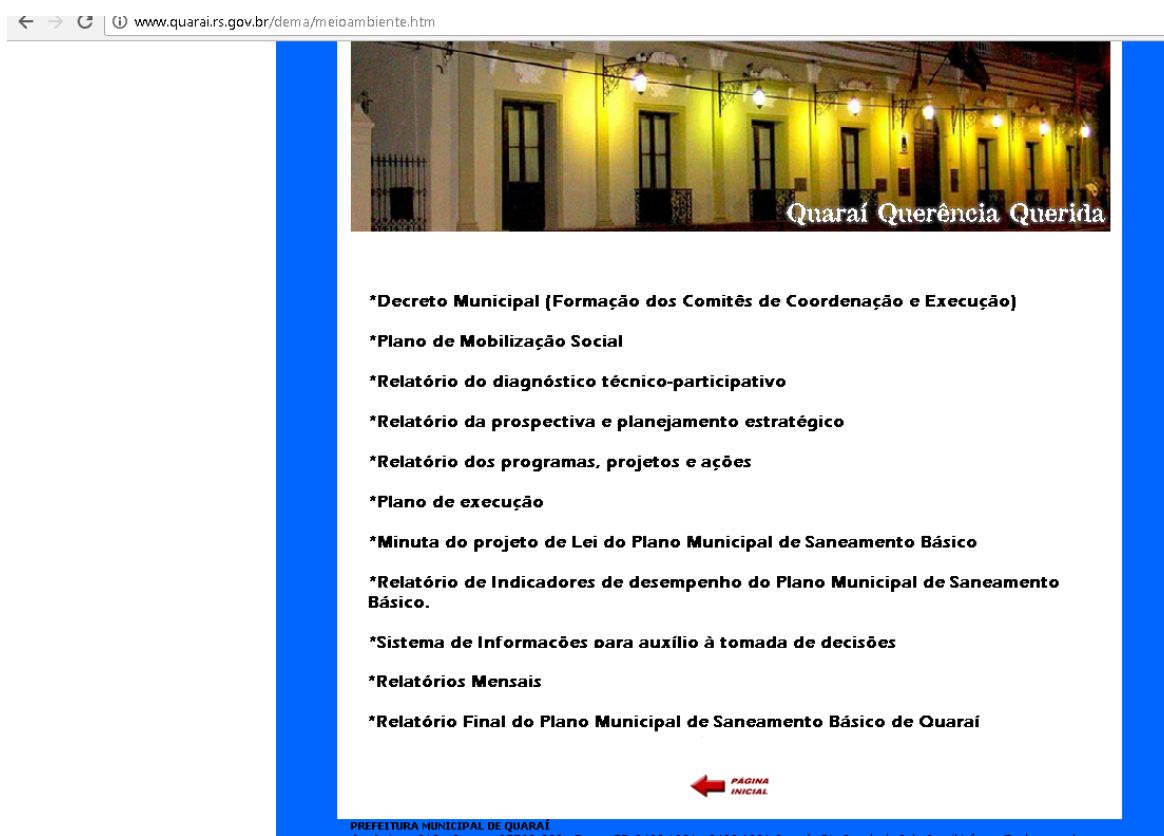 www.quarai.rs.gov.br/dema/meioambiente.htm
Quaraí Querência Querida
*Decreto Municipal (Formação dos Comitês de Coordenação e Execução)
*Plano de Mobilização Social
*Relatório do diagnóstico técnico-participativo
*Relatório da prospectiva e planejamento estratégico
*Relatório dos programas, projetos e ações
*Plano de execução
*Minuta do projeto de Lei do Plano Municipal de Saneamento Básico
*Relatório de Indicadores de desempenho do Plano Municipal de Saneamento
Básico.
*Sistema de Informações para auxílio à tomada de decisões
*Relatórios Mensais
*Relatório Final do Plano Municipal de Saneamento Básico de Quaraí
PÁGINA
INICIAL
PREFEITURA MUNICIPAL DE QUARAÍ